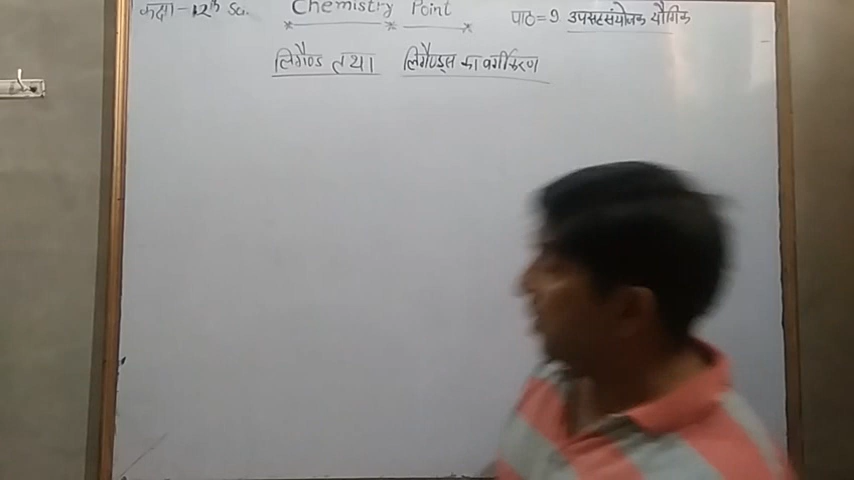 कक्षा - 12th Sc. Chemistry Point पाठ = 9 उपसहसंयोजक यौगिक
लिगैण्ड तथा लिगैण्ड्स का वर्गीकरण